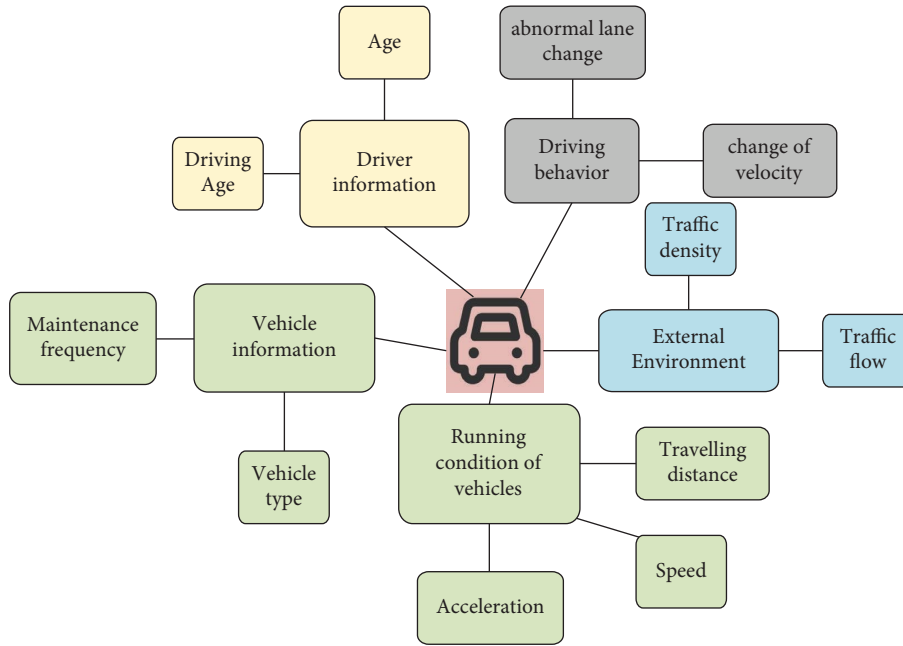 Age
abnormal lane
change
Driving
Age
Driver
information
Driving
behavior
change of
velocity
Traffic
density
Maintenance
frequency
Vehicle
information
External
Environment
Traffic
flow
Vehicle
type
Running
condition of
vehicles
Travelling
distance
Acceleration
Speed